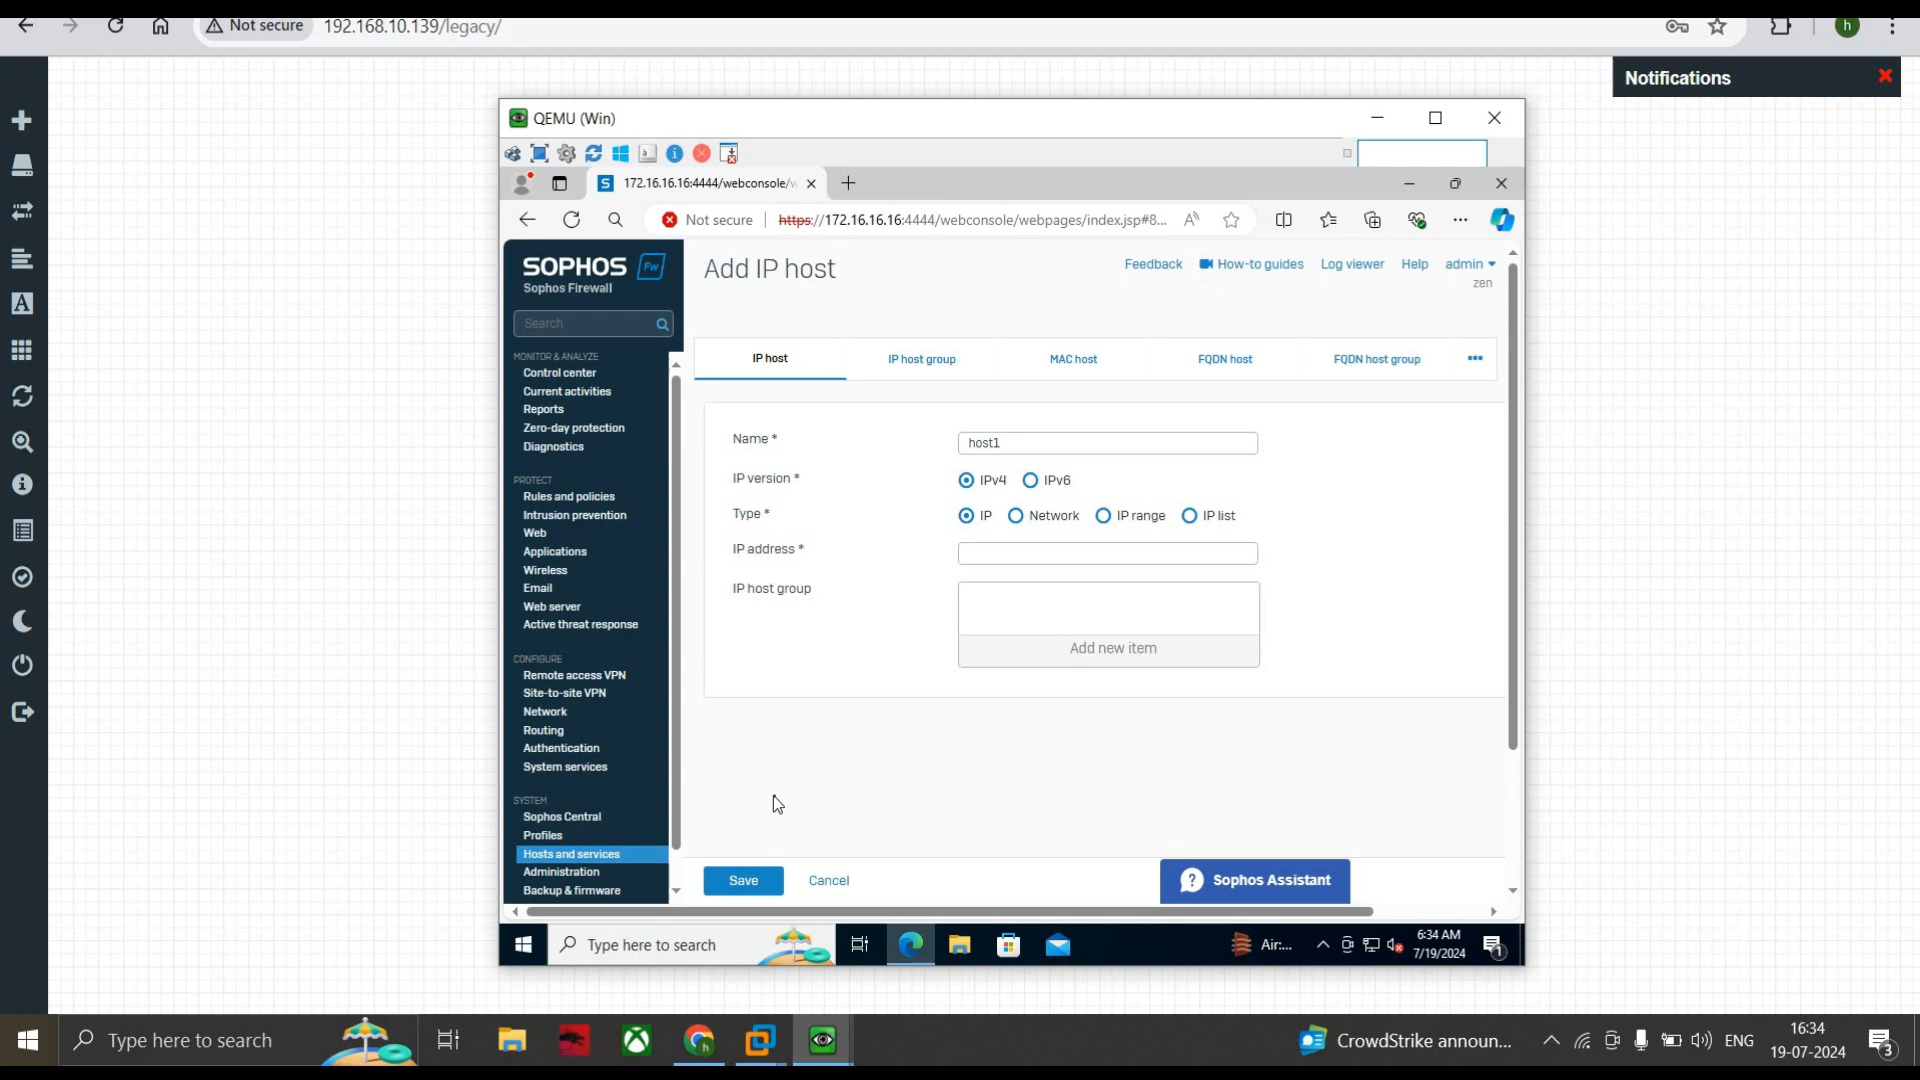 Not secure 192.168.10.139/legacy/
h
Notifications
QEMU (Win)
172.16.16.16:4444/webconsole/w
Not secure https://172.16.16.16:4444/webconsole/webpages/index.jsp#8...
SOPHOS Fw
Sophos Firewall
Search
MONITOR & ANALYZE
Control center
Current activities
Reports
Zero-day protection
Diagnostics
PROTECT
Rules and policies
Intrusion prevention
Web
Applications
Wireless
Email
Web server
Active threat response
CONFIGURE
Remote access VPN
Site-to-site VPN
Network
Routing
Authentication
System services
SYSTEM
Sophos Central
Profiles
Hosts and services
Administration
Backup & firmware
Add IP host
Feedback How-to guides Log viewer Help admin
zen
IP host IP host group MAC host FQDN host FQDN host group
Name * host1
IP version * IPv4 IPv6
Type * IP Network IP range IP list
IP address *
IP host group
Add new item
Save Cancel
? Sophos Assistant
Type here to search
Air:...
6:34 AM
7/19/2024
1
Type here to search
CrowdStrike announ...
ENG
16:34
19-07-2024
3